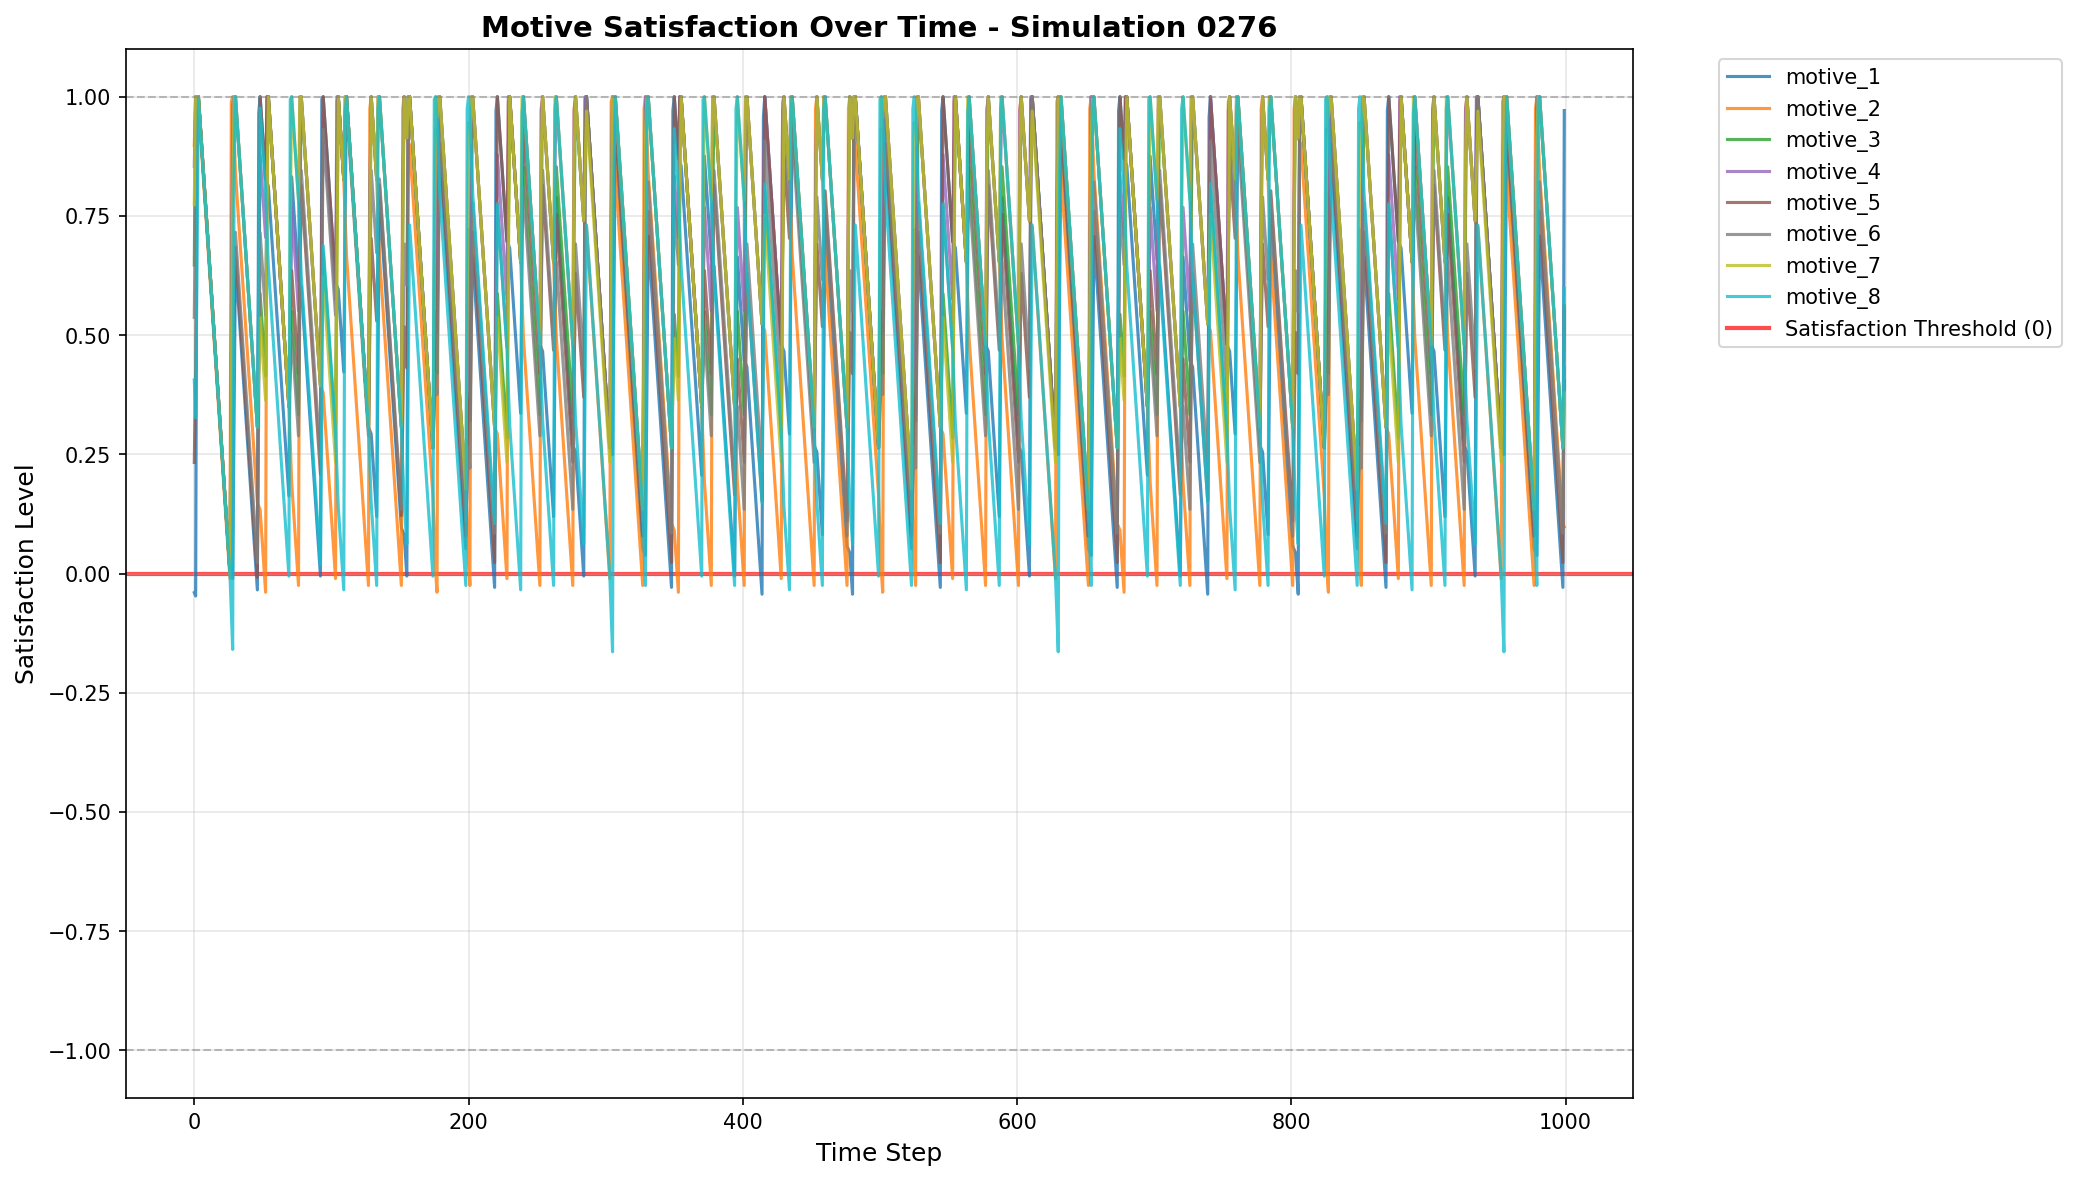 Motive Satisfaction Over Time - Simulation 0276
1.00
0.75
0.50
0.25
0.00
−0.25
−0.50
−0.75
−1.00
Satisfaction Level
0
200
400
600
800
1000
Time Step
motive_1
motive_2
motive_3
motive_4
motive_5
motive_6
motive_7
motive_8
Satisfaction Threshold (0)